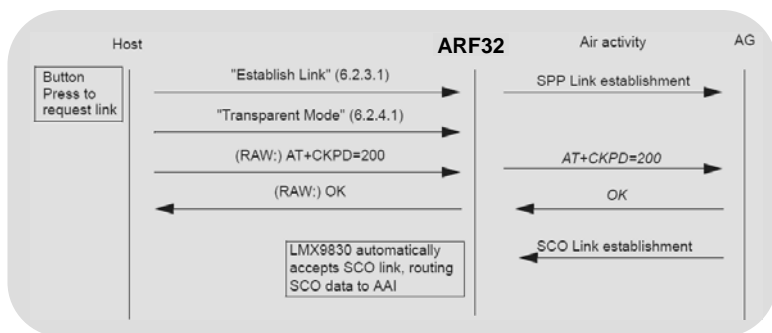 Host ARF32 Air activity AG
Button
Press to
request link
"Establish Link" (6.2.3.1)
SPP Link establishment
"Transparent Mode" (6.2.4.1)
(RAW:) AT+CKPD=200
AT+CKPD=200
(RAW:) OK
OK
SCO Link establishment
LMX9830 automatically
accepts SCO link, routing
SCO data to AAI